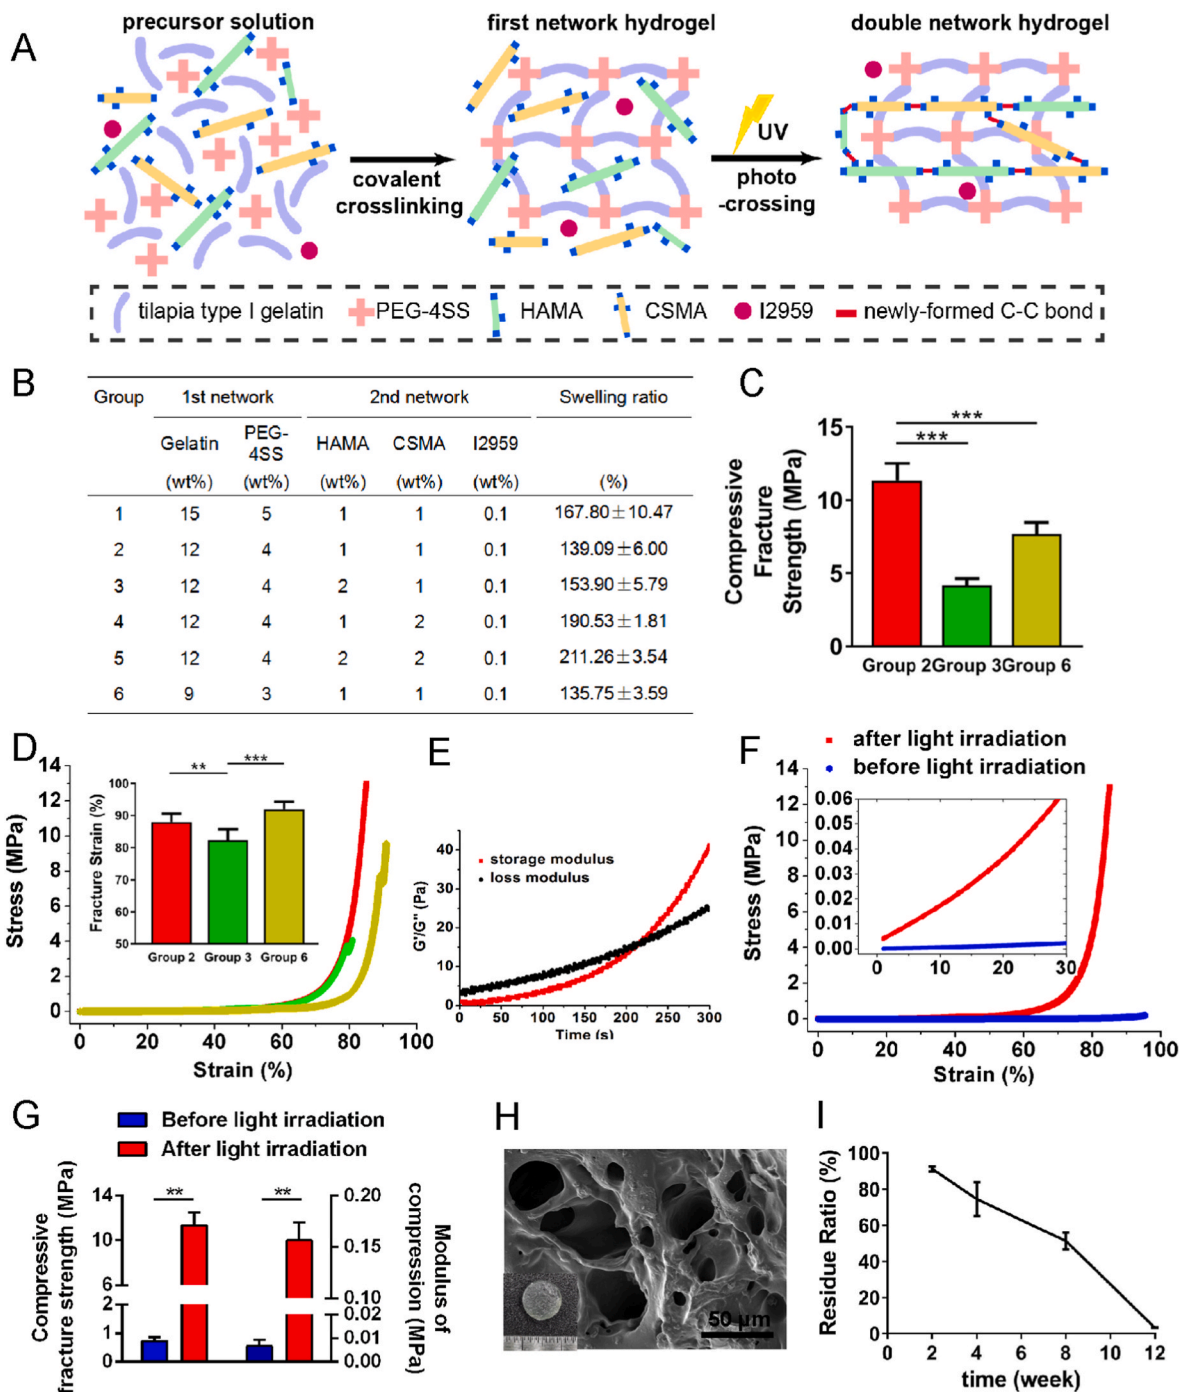 A
precursor solution
first network hydrogel
double network hydrogel
covalent
crosslinking
UV
photo
-crossing
tilapia type I gelatin
PEG-4SS
HAMA
CSMA
I2959
newly-formed C-C bond
B
Group 1st network 2nd network Swelling ratio
Gelatin PEG-4SS HAMA CSMA I2959
(wt%) (wt%) (wt%) (wt%) (wt%) (%)
1 15 5 1 1 0.1 167.80±10.47
2 12 4 1 1 0.1 139.09±6.00
3 12 4 2 1 0.1 153.90±5.79
4 12 4 1 2 0.1 190.53±1.81
5 12 4 2 2 0.1 211.26±3.54
6 9 3 1 1 0.1 135.75±3.59
C
Compressive
Fracture
Strength (MPa)
15
10
5
0
***
***
Group 2 Group 3 Group 6
D
Stress (MPa)
14
12
10
8
6
4
2
0
0 20 40 60 80 100
Strain (%)
Fracture Strain (%)
100
90
80
70
60
50
** ***
Group 2 Group 3 Group 6
E
G'/G'' (Pa)
40
30
20
10
0
storage modulus
loss modulus
0 50 100 150 200 250 300
Time (s)
F
after light irradiation
before light irradiation
Stress (MPa)
14
12
10
8
6
4
2
0
0 20 40 60 80 100
Strain (%)
0.06
0.05
0.04
0.03
0.02
0.01
0.00
0 10 20 30
G
Before light irradiation
After light irradiation
Compressive
fracture strength (MPa)
14
10
6
2
1
0
** **
0.20
0.15
0.10
0.02
0.01
0.00
Modulus of
compression (MPa)
H
50 μm
I
Residue Ratio (%)
100
80
60
40
20
0
0 2 4 6 8 10 12
time (week)